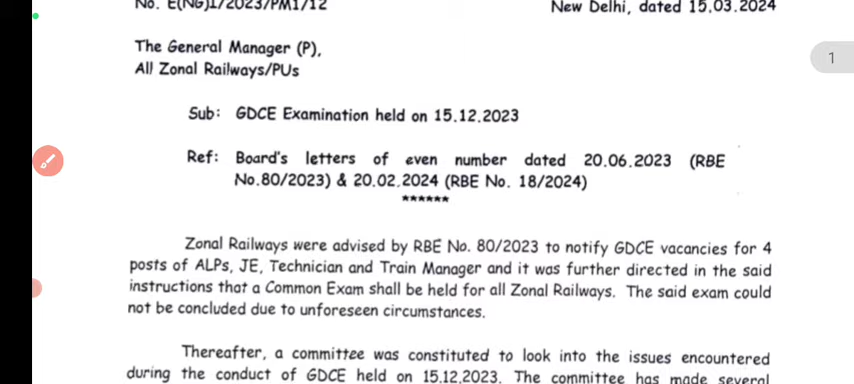 No. E(NG)I/2023/PM1/12
New Delhi, dated 15.03.2024
1
The General Manager (P),
All Zonal Railways/PUs
Sub: GDCE Examination held on 15.12.2023
Ref: Board's letters of even number dated 20.06.2023 (RBE
No.80/2023) & 20.02.2024 (RBE No. 18/2024)
******
Zonal Railways were advised by RBE No. 80/2023 to notify GDCE vacancies for 4
posts of ALPs, JE, Technician and Train Manager and it was further directed in the said
instructions that a Common Exam shall be held for all Zonal Railways. The said exam could
not be concluded due to unforeseen circumstances.
Thereafter, a committee was constituted to look into the issues encountered
during the conduct of GDCE held on 15.12.2023. The committee has made several